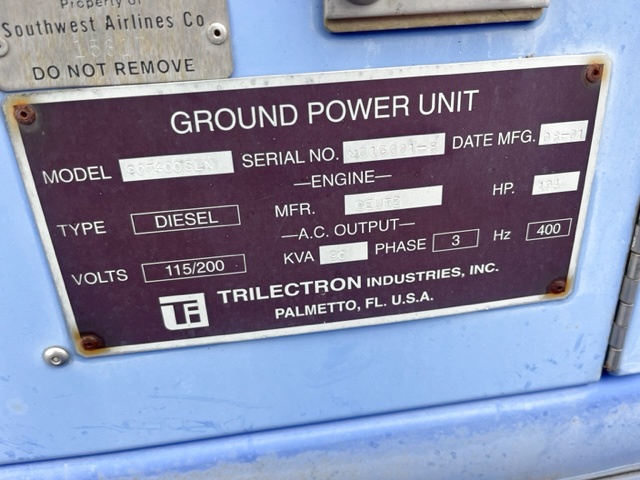 Property of
Southwest Airlines Co
DO NOT REMOVE
GROUND POWER UNIT
MODEL SERIAL NO. DATE MFG.
—ENGINE—
TYPE DIESEL MFR. DEUTZ HP.
—A.C. OUTPUT—
VOLTS 115/200 KVA PHASE 3 Hz 400
TRILECTRON INDUSTRIES, INC.
PALMETTO, FL. U.S.A.